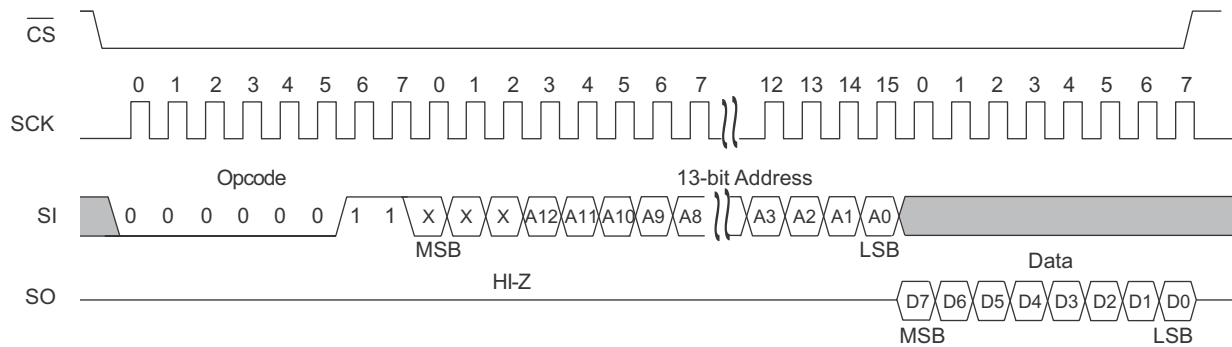 CS
0 1 2 3 4 5 6 7 0 1 2 3 4 5 6 7 12 13 14 15 0 1 2 3 4 5 6 7
SCK
Opcode 13-bit Address
SI 0 0 0 0 0 0 1 1 X X X A12 A11 A10 A9 A8 A3 A2 A1 A0
MSB LSB
HI-Z Data
SO D7 D6 D5 D4 D3 D2 D1 D0
MSB LSB